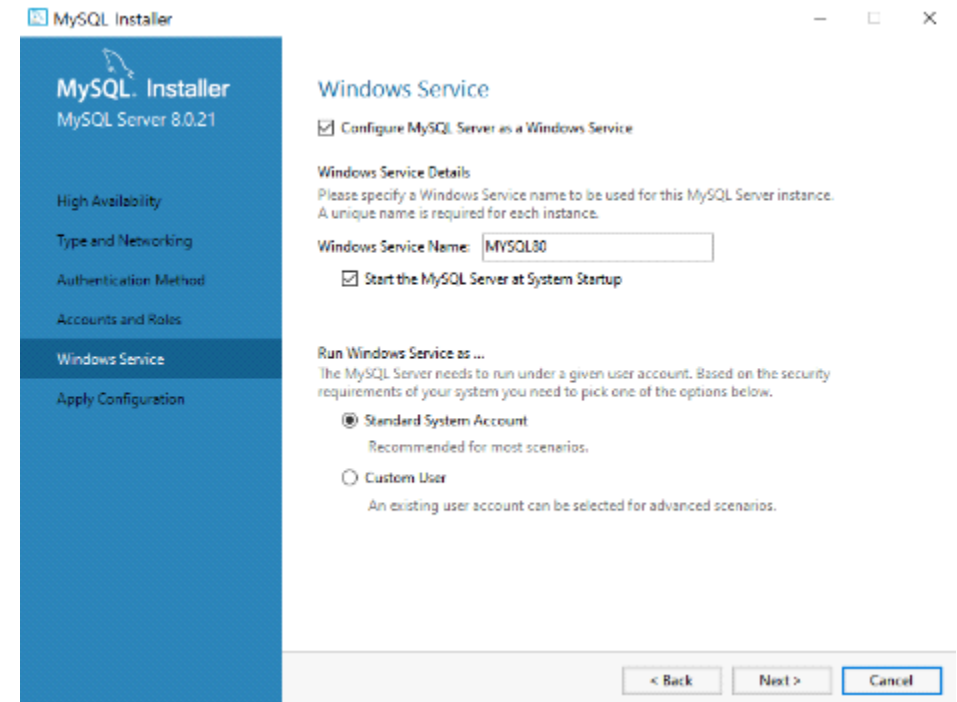 MySQL Installer
MySQL. Installer
MySQL Server 8.0.21
High Availability
Type and Networking
Authentication Method
Accounts and Roles
Windows Service
Apply Configuration
Windows Service
Configure MySQL Server as a Windows Service
Windows Service Details
Please specify a Windows Service name to be used for this MySQL Server instance.
A unique name is required for each instance.
Windows Service Name: MYSQL80
Start the MySQL Server at System Startup
Run Windows Service as ...
The MySQL Server needs to run under a given user account. Based on the security
requirements of your system you need to pick one of the options below.
Standard System Account
Recommended for most scenarios.
Custom User
An existing user account can be selected for advanced scenarios.
< Back Next > Cancel